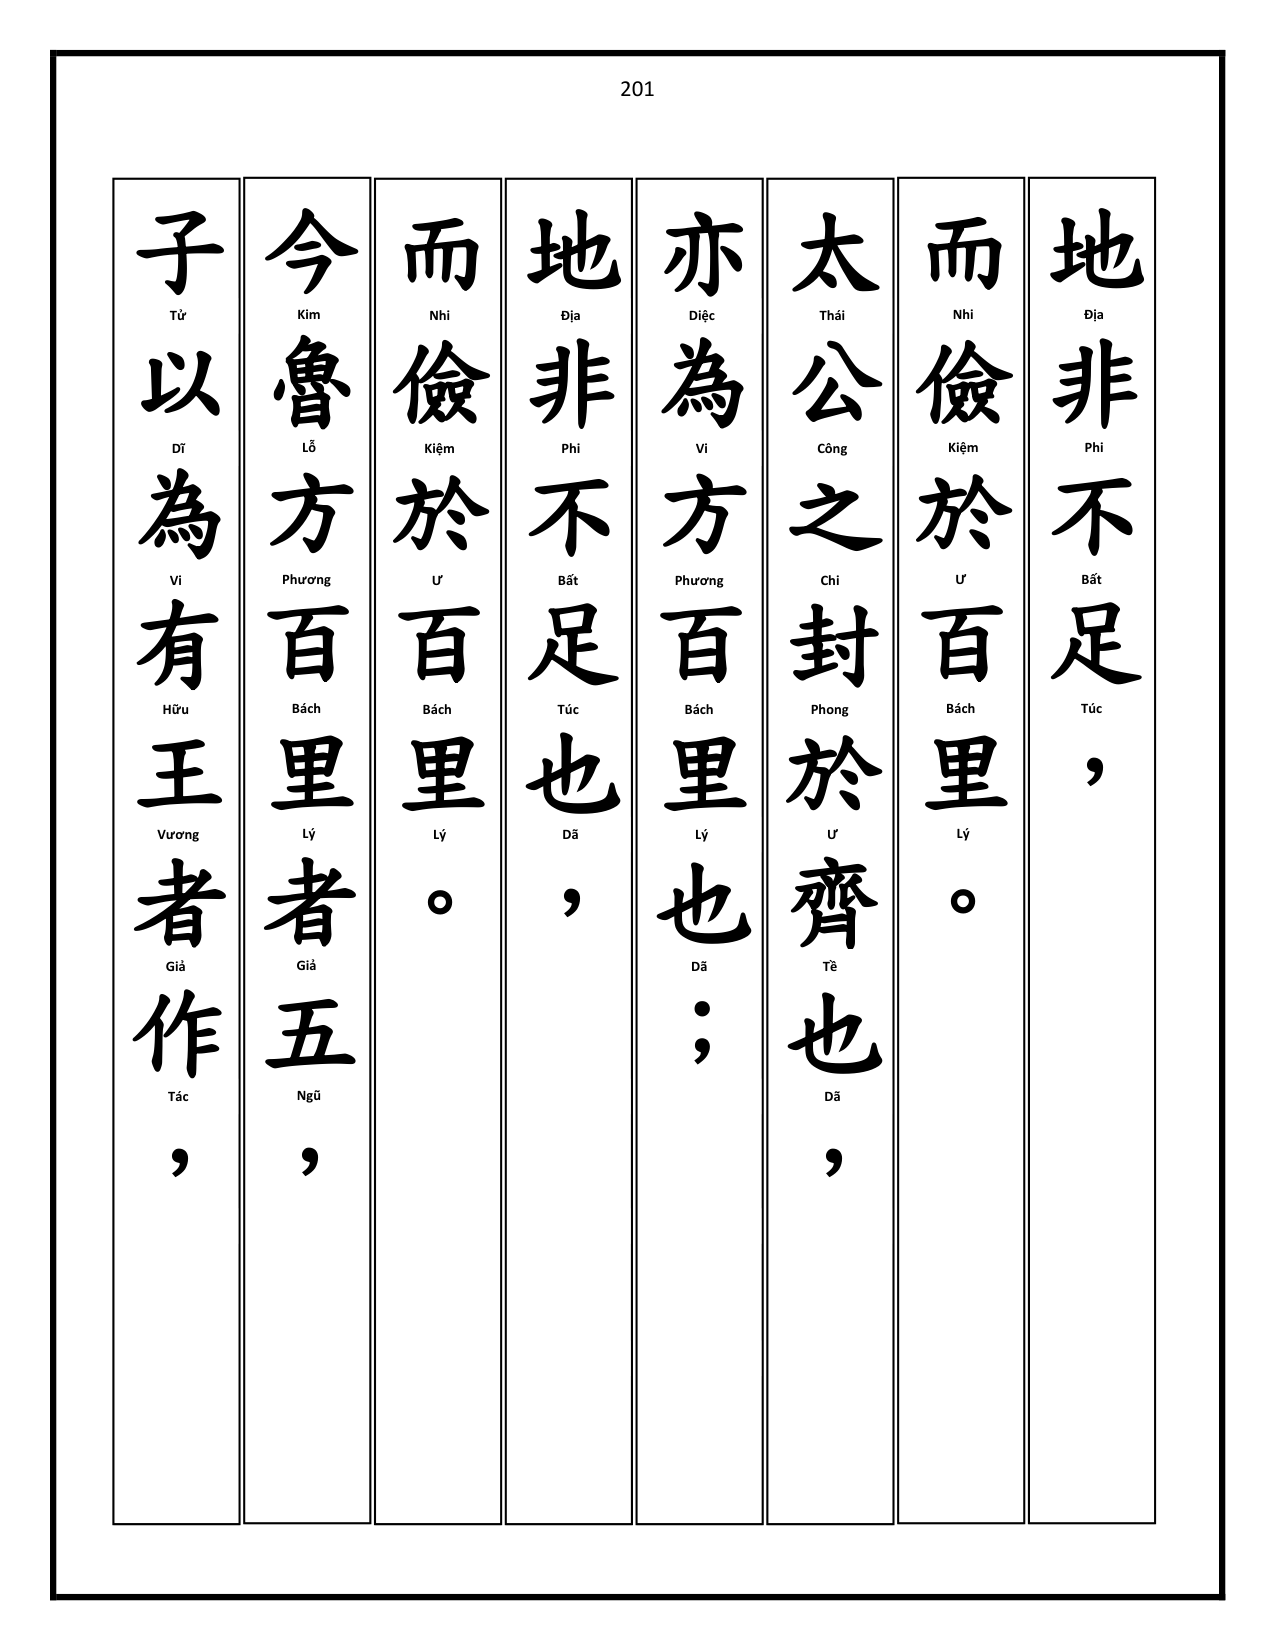 201
地非不足，
Địa Phi Bất Túc
而儉於百里。
Nhi Kiệm Ư Bách Lý
太公之封於齊也，
Thái Công Chi Phong Ư Tề Dã
亦為方百里也；
Diệc Vi Phương Bách Lý Dã
地非不足也，
Địa Phi Bất Túc Dã
而儉於百里。
Nhi Kiệm Ư Bách Lý
今魯方百里者五，
Kim Lỗ Phương Bách Lý Giả Ngũ
子以為有王者作，
Tử Dĩ Vi Hữu Vương Giả Tác